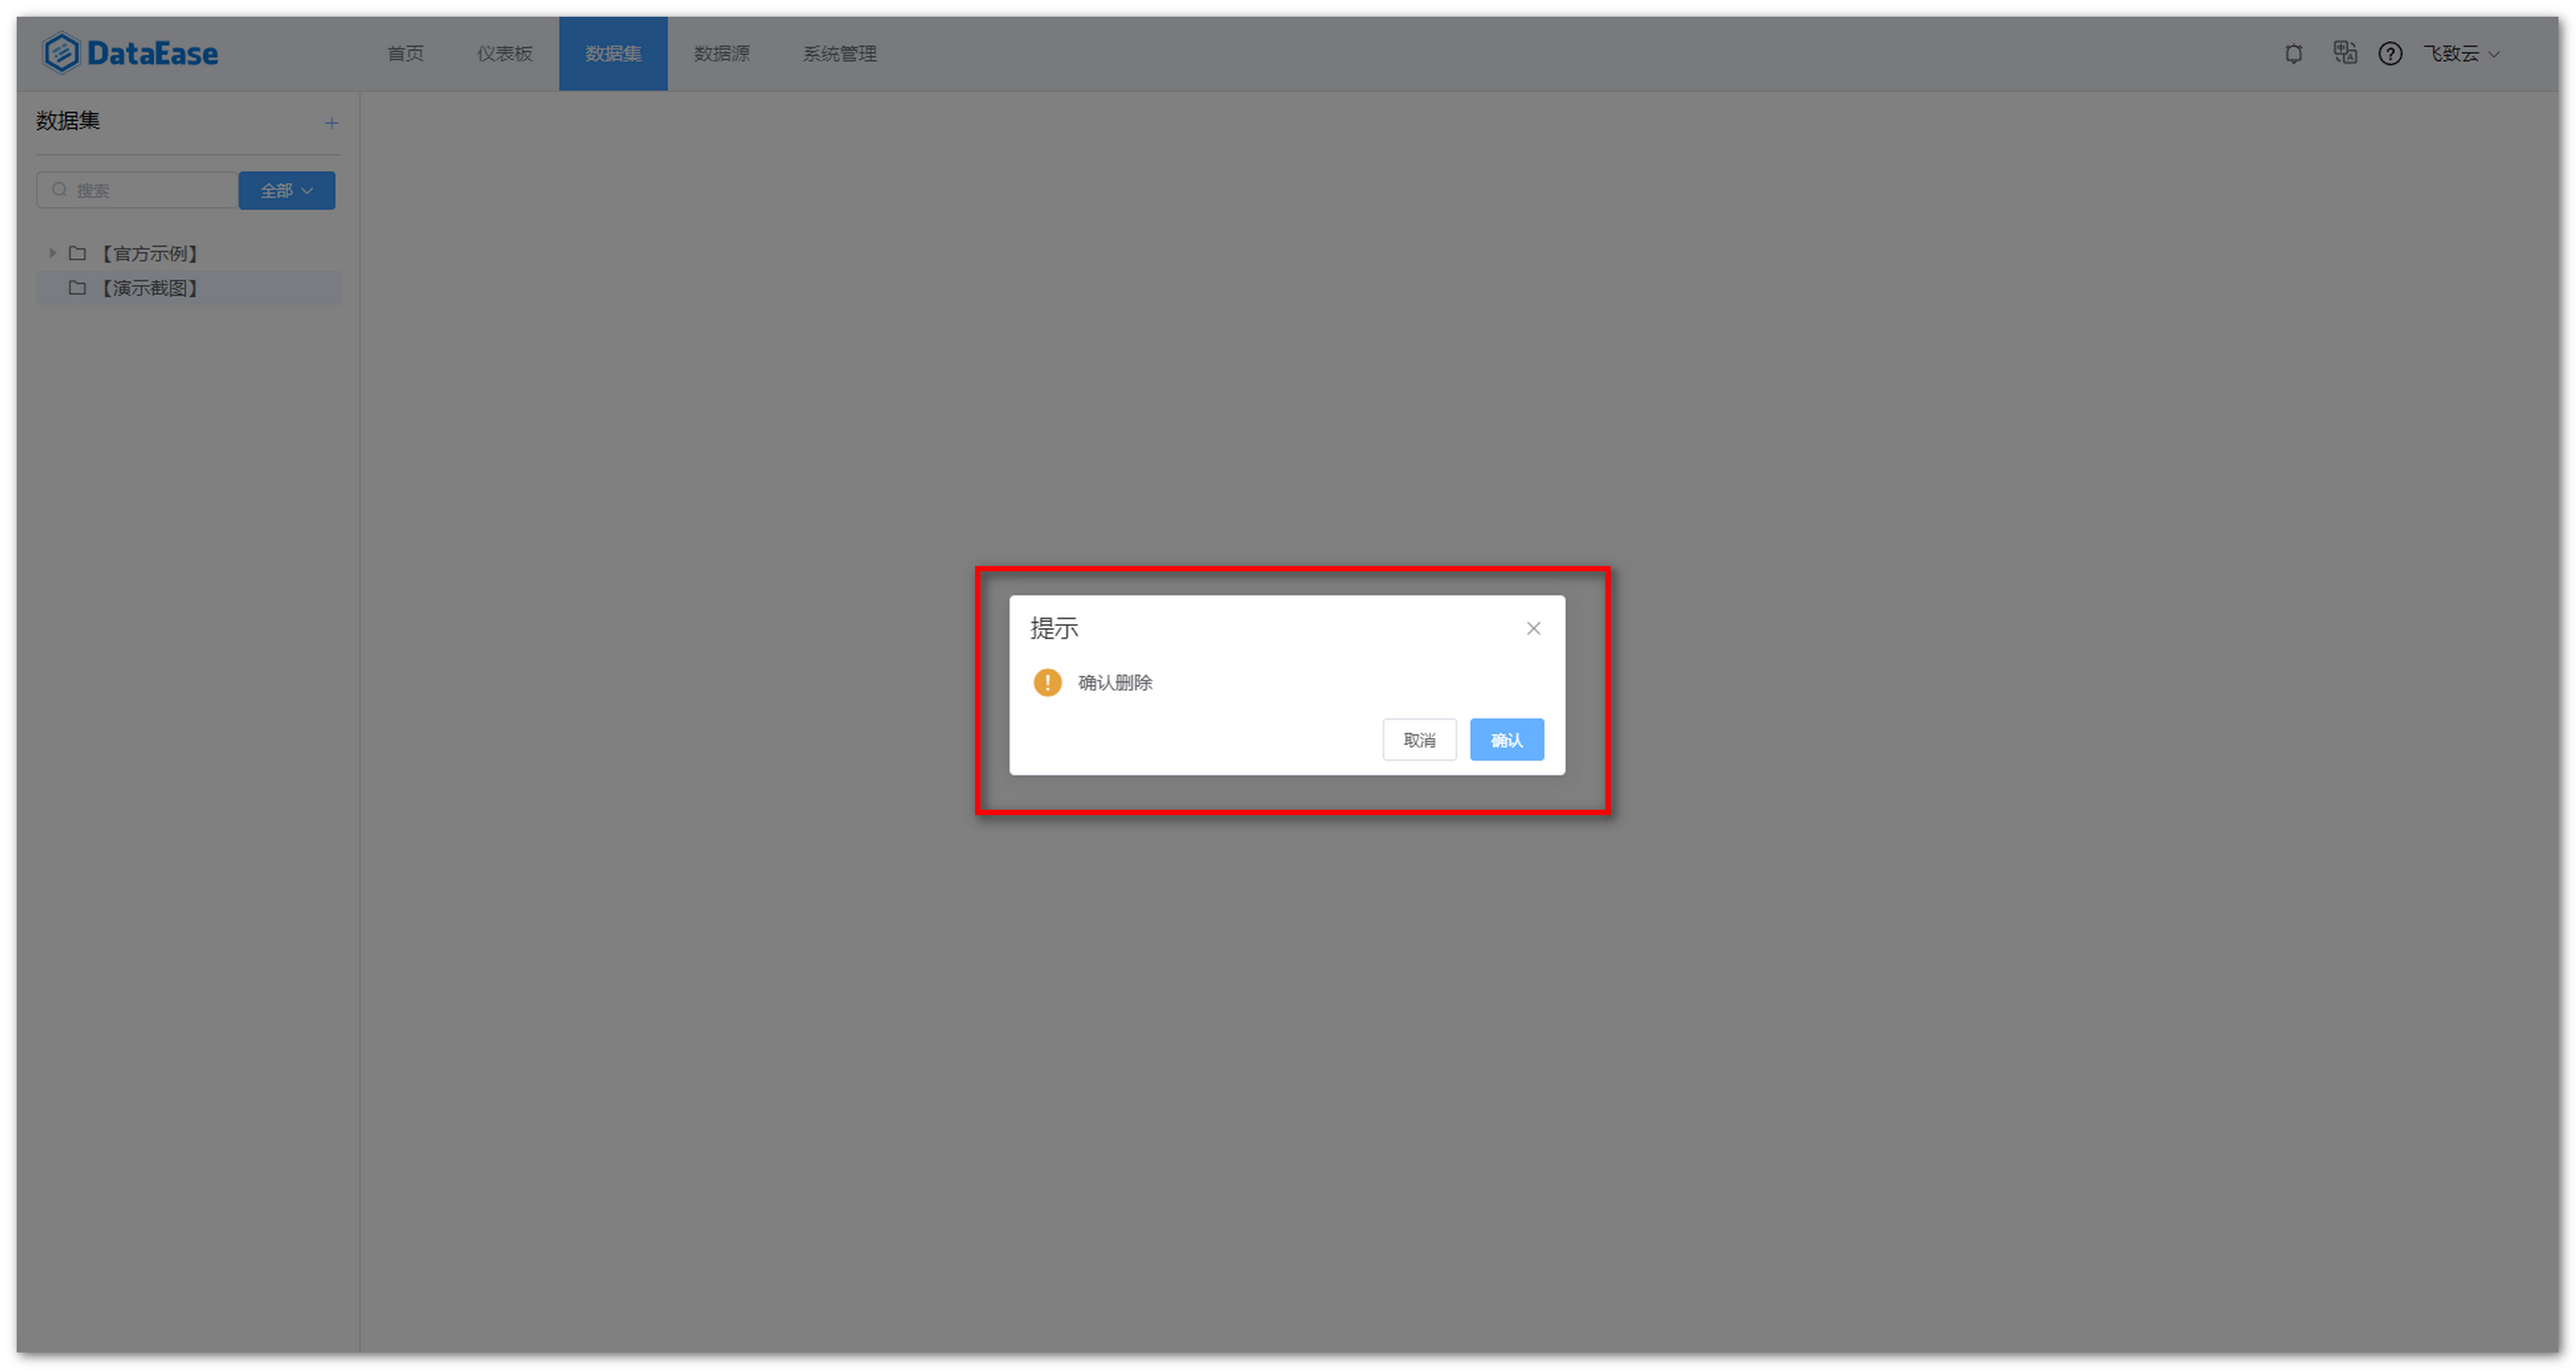 DataEase
首页 仪表板 数据集 数据源 系统管理 飞致云
数据集
搜索 全部
【官方示例】
【演示截图】
提示
确认删除
取消 确认